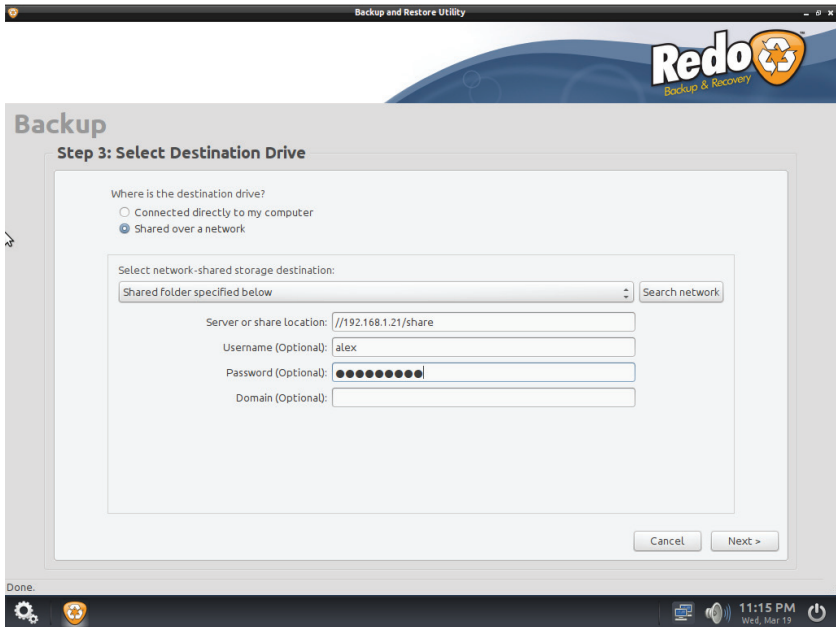 Backup and Restore Utility
Redo™
Backup & Recovery
Backup
Step 3: Select Destination Drive
Where is the destination drive?
Connected directly to my computer
Shared over a network
Select network-shared storage destination:
Shared folder specified below
Search network
Server or share location: //192.168.1.21/share
Username (Optional): alex
Password (Optional): ●●●●●●●●●
Domain (Optional):
Cancel
Next >
Done.
11:15 PM
Wed, Mar 19